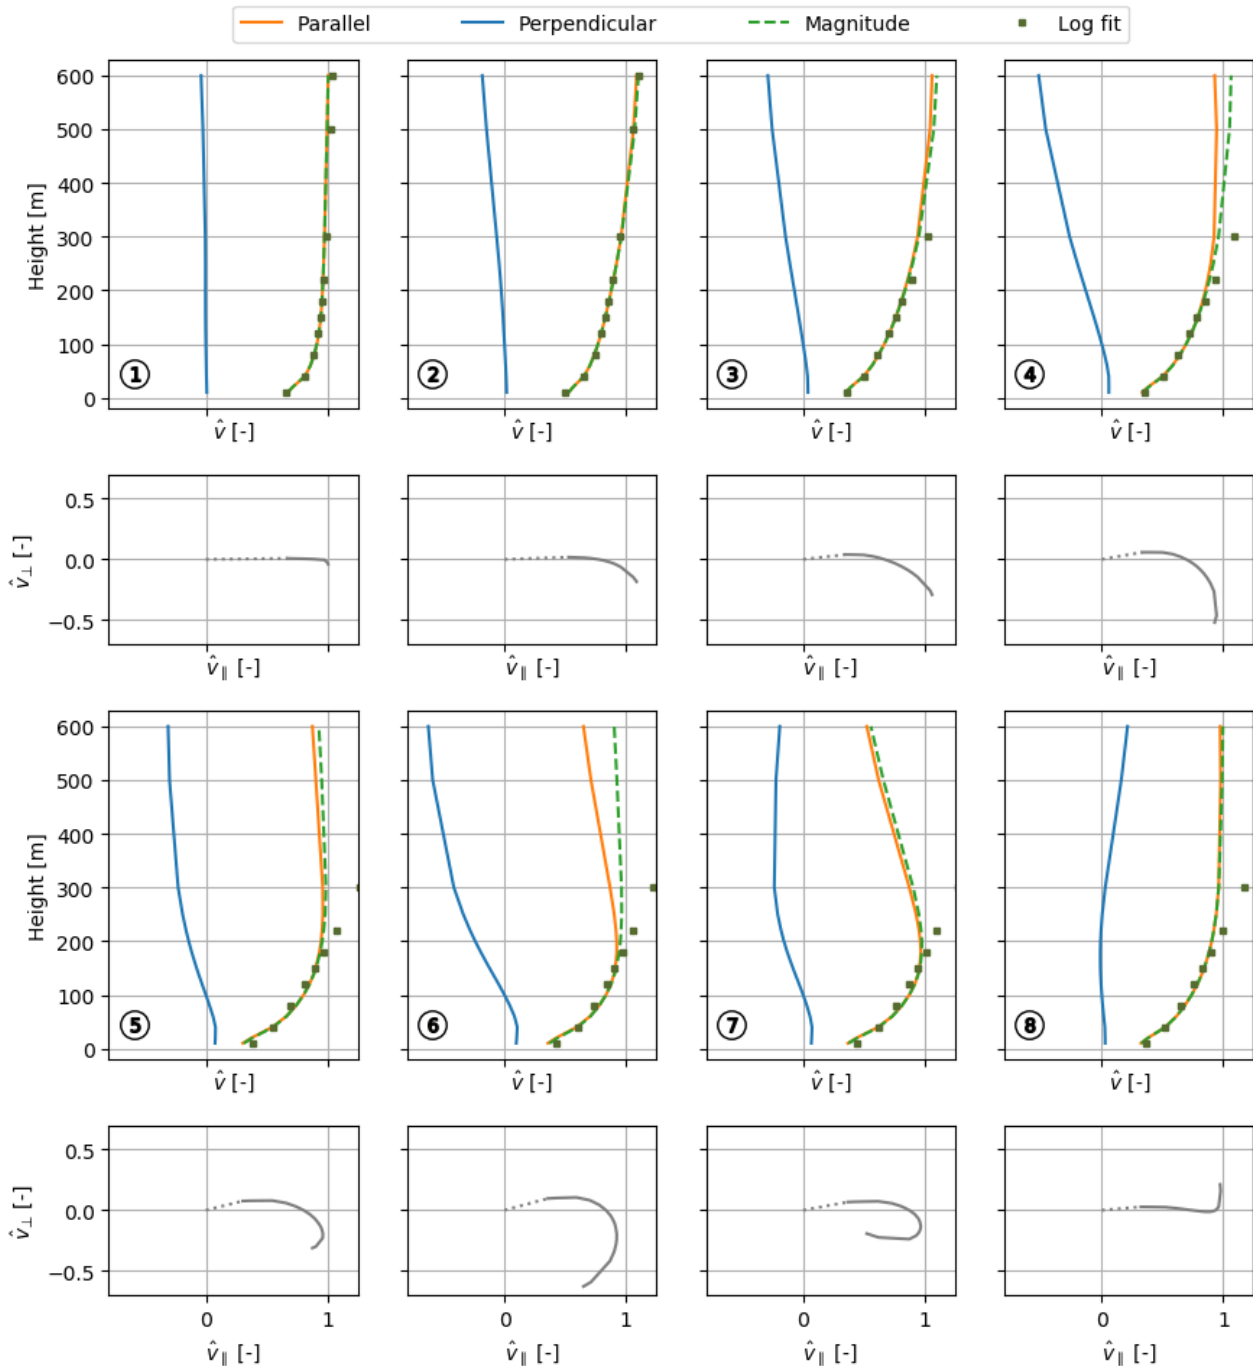 Parallel Perpendicular Magnitude Log fit
600
500
400
300
200
100
0
Height [m]
1 2 3 4
v̂ [-] v̂ [-] v̂ [-] v̂ [-]
0.5
0.0
−0.5
v̂⊥ [-]
v̂∥ [-] v̂∥ [-] v̂∥ [-] v̂∥ [-]
600
500
400
300
200
100
0
Height [m]
5 6 7 8
v̂ [-] v̂ [-] v̂ [-] v̂ [-]
0.5
0.0
−0.5
v̂⊥ [-]
0 1 0 1 0 1 0 1
v̂∥ [-] v̂∥ [-] v̂∥ [-] v̂∥ [-]